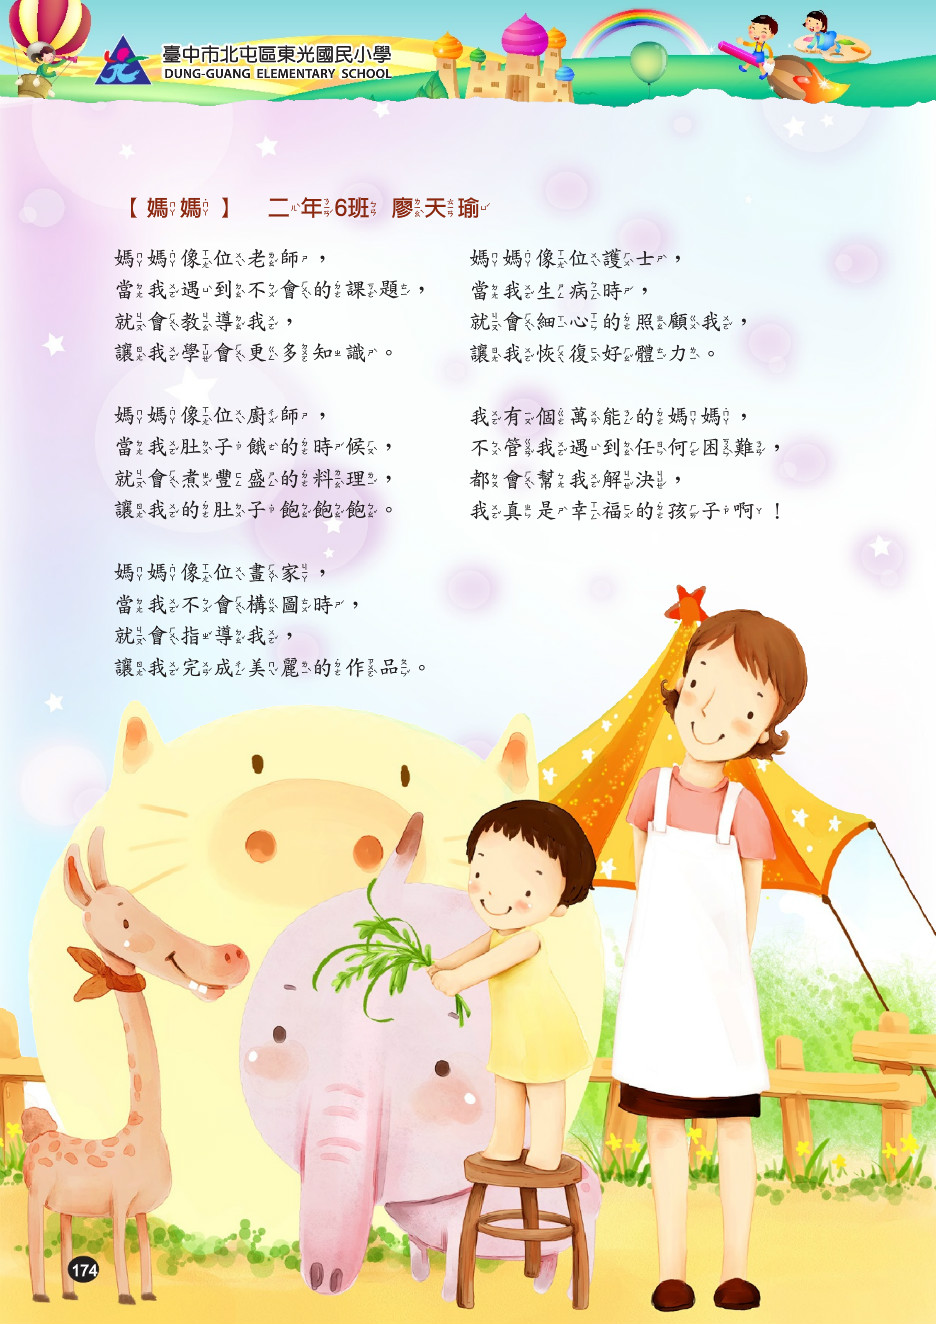 臺中市北屯區東光國民小學
DUNG-GUANG ELEMENTARY SCHOOL
【媽媽】 二年6班 廖天瑜
媽媽像位老師，
當我遇到不會的課題，
就會教導我，
讓我學會更多知識。
媽媽像位廚師，
當我肚子餓的時候，
就會煮豐盛的料理，
讓我的肚子飽飽飽。
媽媽像位畫家，
當我不會構圖時，
就會指導我，
讓我完成美麗的作品。
媽媽像位護士，
當我生病時，
就會細心的照顧我，
讓我恢復好體力。
我有個萬能的媽媽，
不管我遇到任何困難，
都會幫我解決，
我真是幸福的孩子啊！
174